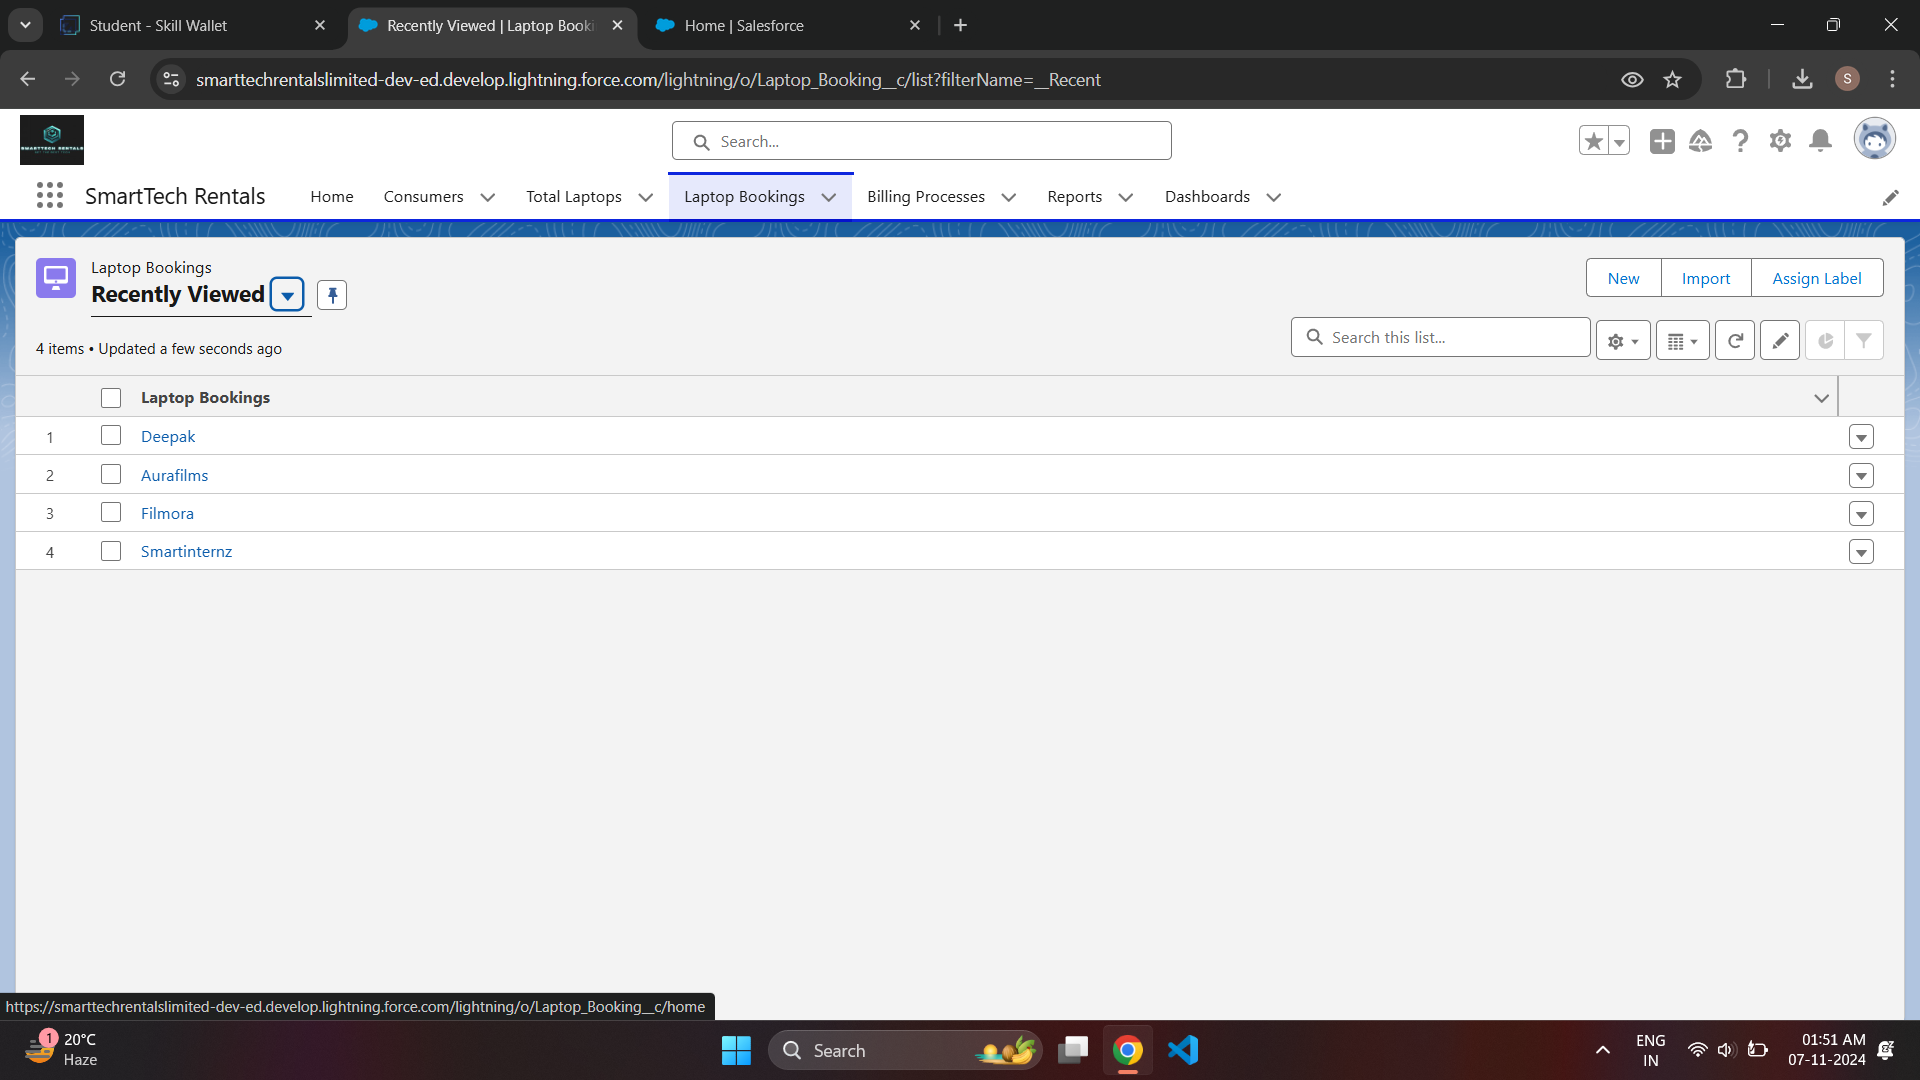 Student - Skill Wallet
Recently Viewed | Laptop Booki
Home | Salesforce
smarttechrentalslimited-dev-ed.develop.lightning.force.com/lightning/o/Laptop_Booking__c/list?filterName=__Recent
S
SMARTTECH RENTALS
Search...
SmartTech Rentals
Home
Consumers
Total Laptops
Laptop Bookings
Billing Processes
Reports
Dashboards
Laptop Bookings
Recently Viewed
New
Import
Assign Label
4 items • Updated a few seconds ago
Search this list...
Laptop Bookings
1 Deepak
2 Aurafilms
3 Filmora
4 Smartinternz
https://smarttechrentalslimited-dev-ed.develop.lightning.force.com/lightning/o/Laptop_Booking__c/home
1
20°C
Haze
Search
ENG
IN
01:51 AM
07-11-2024